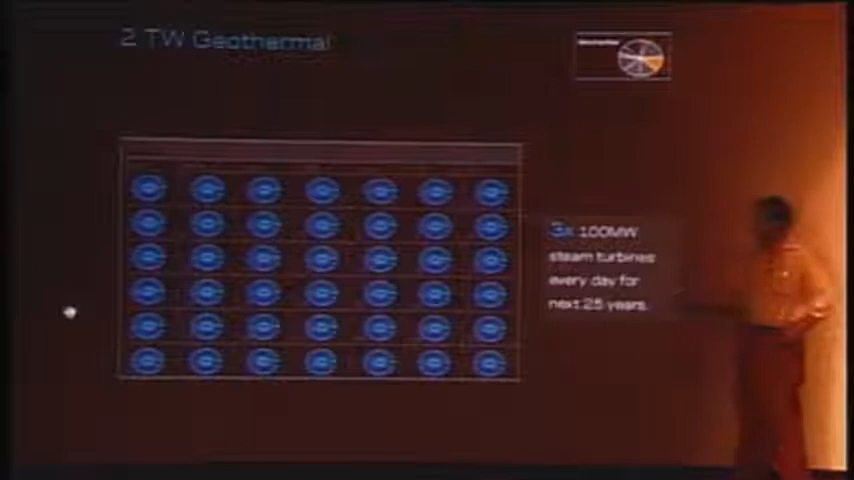 2 TW Geothermal
3x 100MW
steam turbines
every day for
next 25 years.